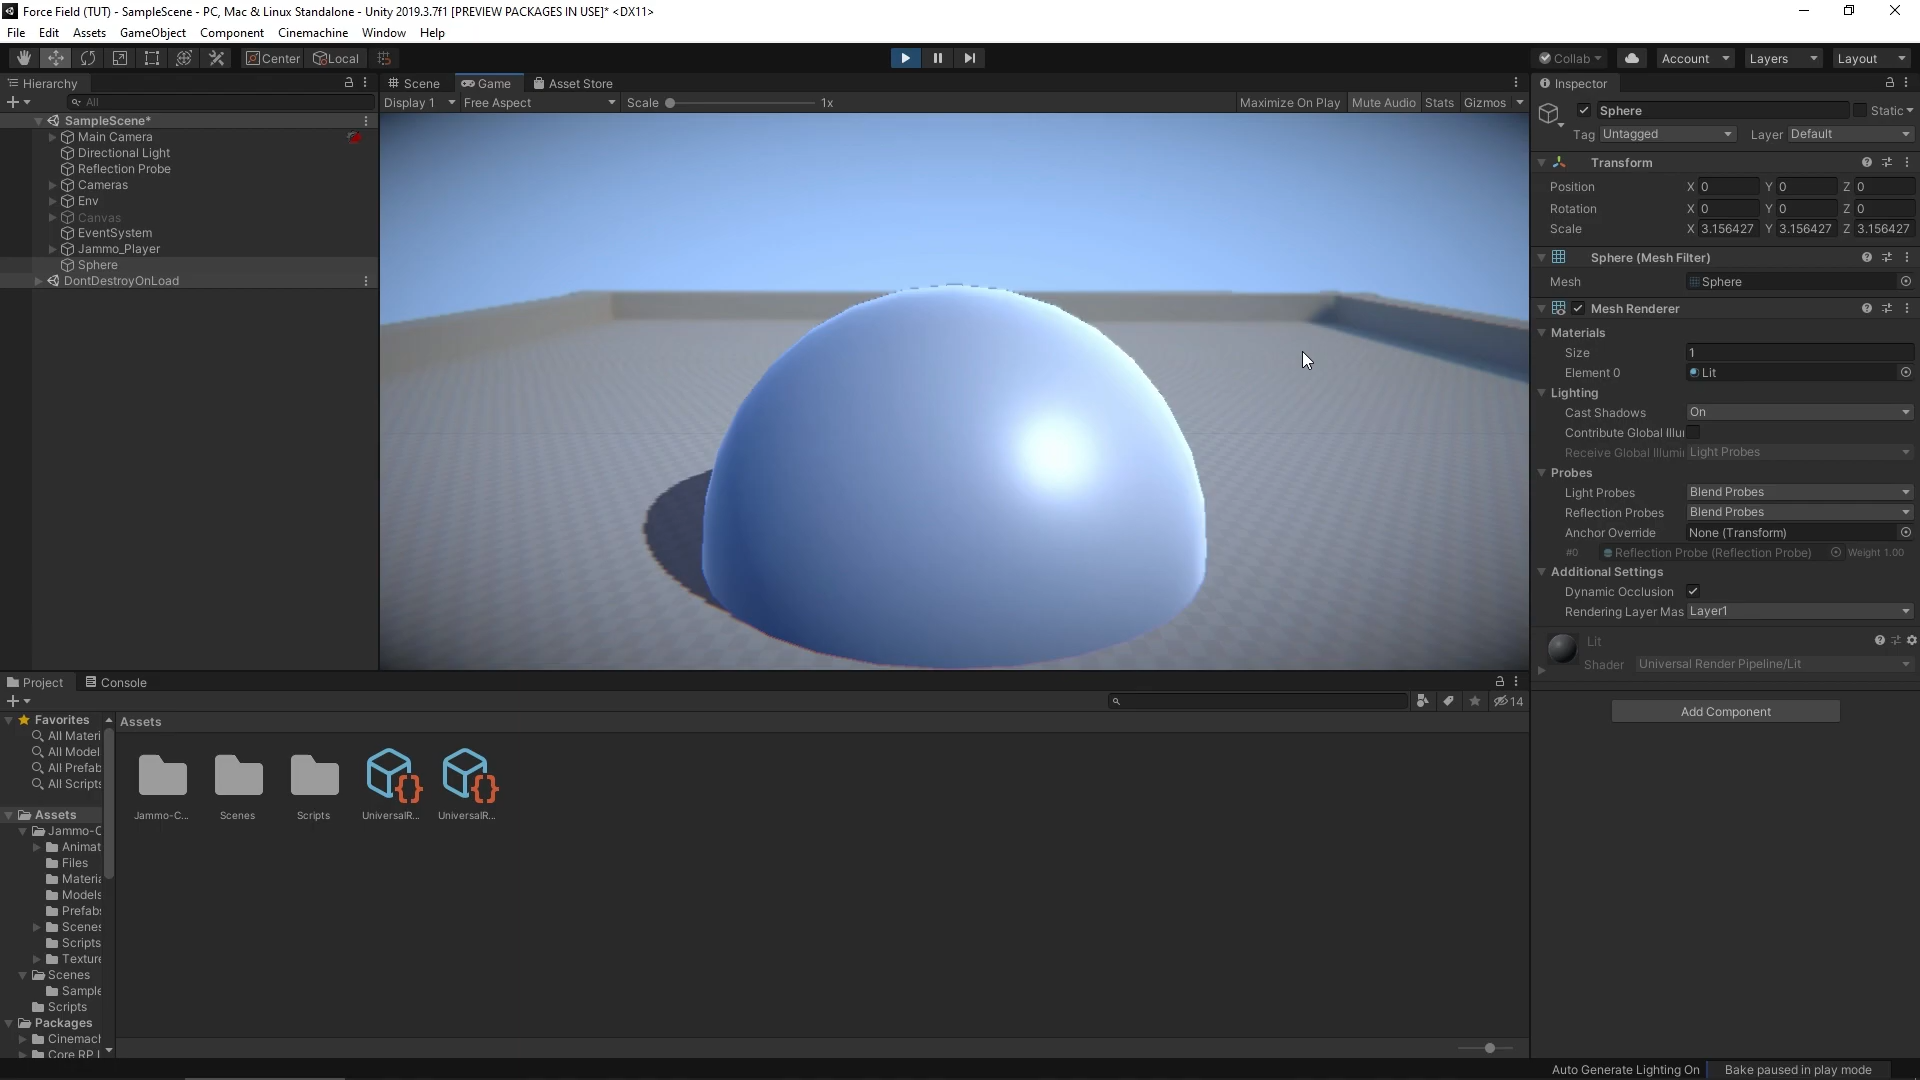 Force Field (TUT) - SampleScene - PC, Mac & Linux Standalone - Unity 2019.3.7f1 [PREVIEW PACKAGES IN USE]* <DX11>
File Edit Assets GameObject Component Cinemachine Window Help
Center Local Collab Account Layers Layout
Hierarchy
All
SampleScene*
Main Camera
Directional Light
Reflection Probe
Cameras
Env
Canvas
EventSystem
Jammo_Player
Sphere
DontDestroyOnLoad
Scene Game Asset Store
Display 1 Free Aspect Scale 1x Maximize On Play Mute Audio Stats Gizmos
Inspector
Sphere Static
Tag Untagged Layer Default
Transform
Position X 0 Y 0 Z 0
Rotation X 0 Y 0 Z 0
Scale X 3.156427 Y 3.156427 Z 3.156427
Sphere (Mesh Filter)
Mesh Sphere
Mesh Renderer
Materials
Size 1
Element 0 Lit
Lighting
Cast Shadows On
Contribute Global Illu
Receive Global Illumi Light Probes
Probes
Light Probes Blend Probes
Reflection Probes Blend Probes
Anchor Override None (Transform)
#0 Reflection Probe (Reflection Probe) Weight 1.00
Additional Settings
Dynamic Occlusion
Rendering Layer Mas Layer1
Lit
Shader Universal Render Pipeline/Lit
Add Component
Project Console
14
Favorites
All Materi
All Model
All Prefab
All Scripts
Assets
Jammo-C
Animat
Files
Materia
Models
Prefabs
Scenes
Scripts
Texture
Scenes
Sample
Scripts
Packages
Cinemach
Core RP L
Assets
Jammo-C... Scenes Scripts UniversalR... UniversalR...
Auto Generate Lighting On Bake paused in play mode